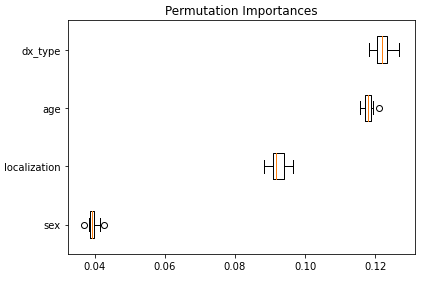 Permutation Importances
dx_type
age
localization
sex
0.04 0.06 0.08 0.10 0.12